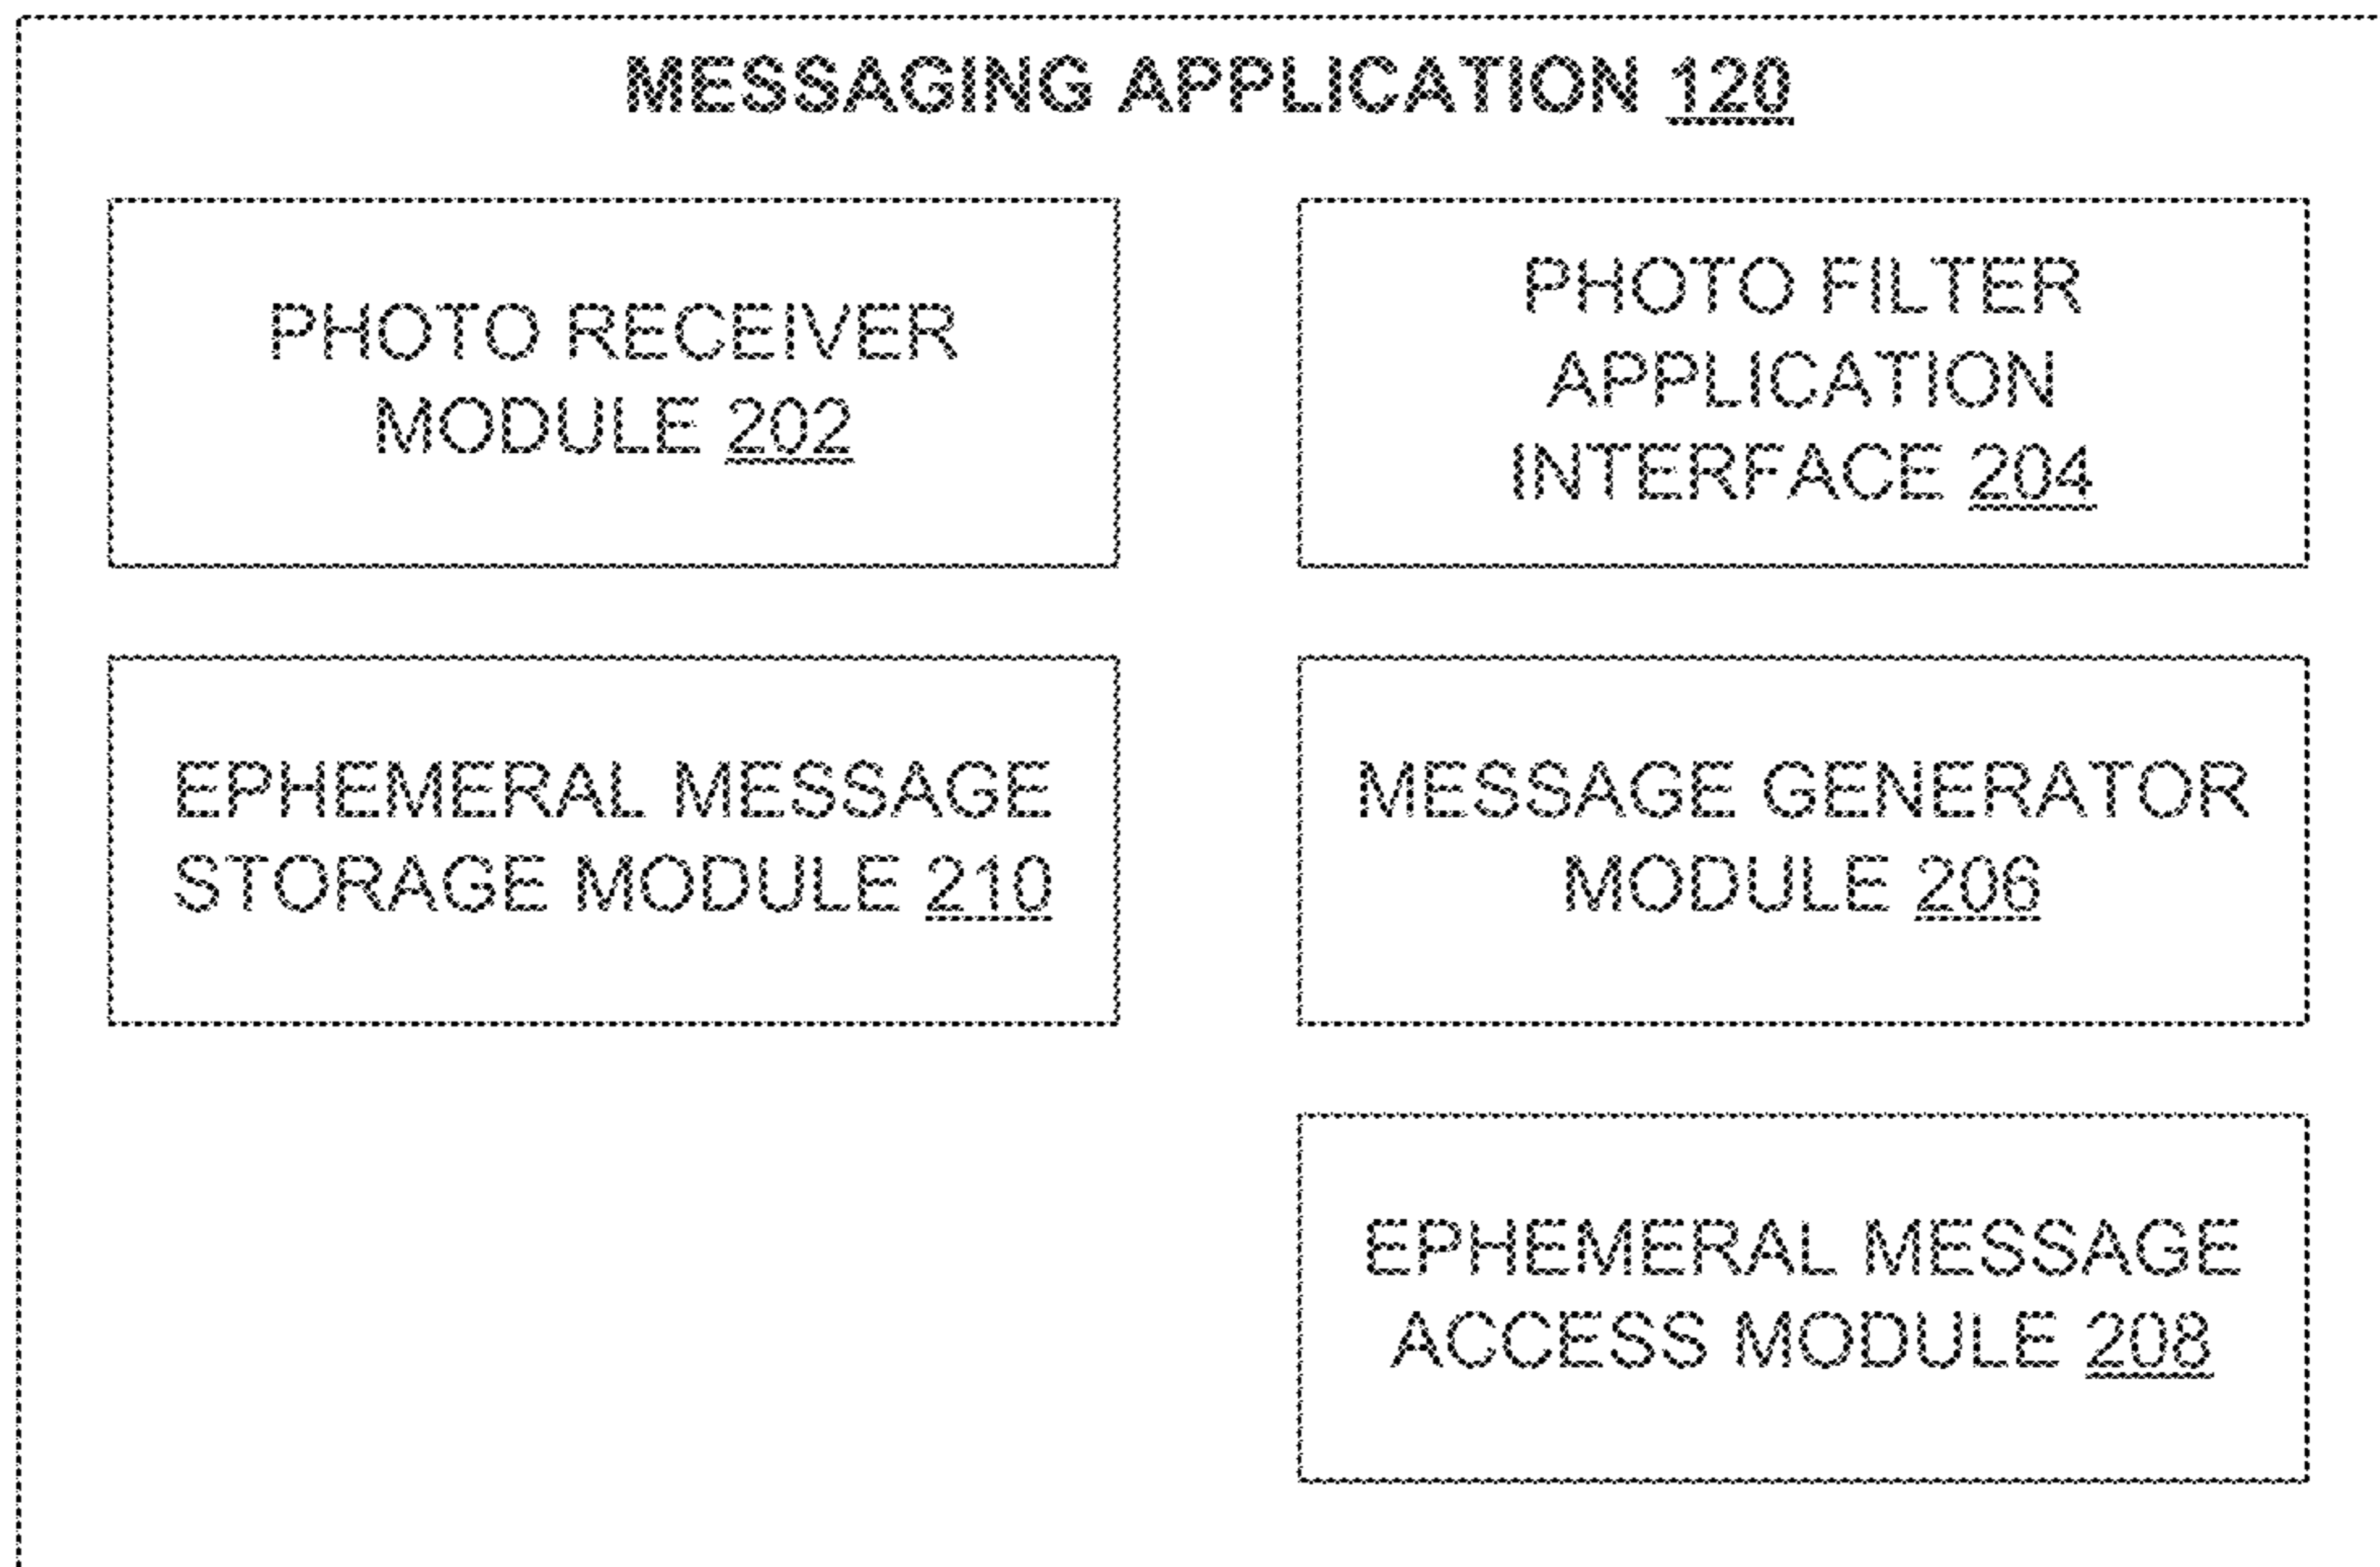 MESSAGING APPLICATION 120
PHOTO RECEIVER
MODULE 202
PHOTO FILTER
APPLICATION
INTERFACE 204
EPHEMERAL MESSAGE
STORAGE MODULE 210
MESSAGE GENERATOR
MODULE 206
EPHEMERAL MESSAGE
ACCESS MODULE 208